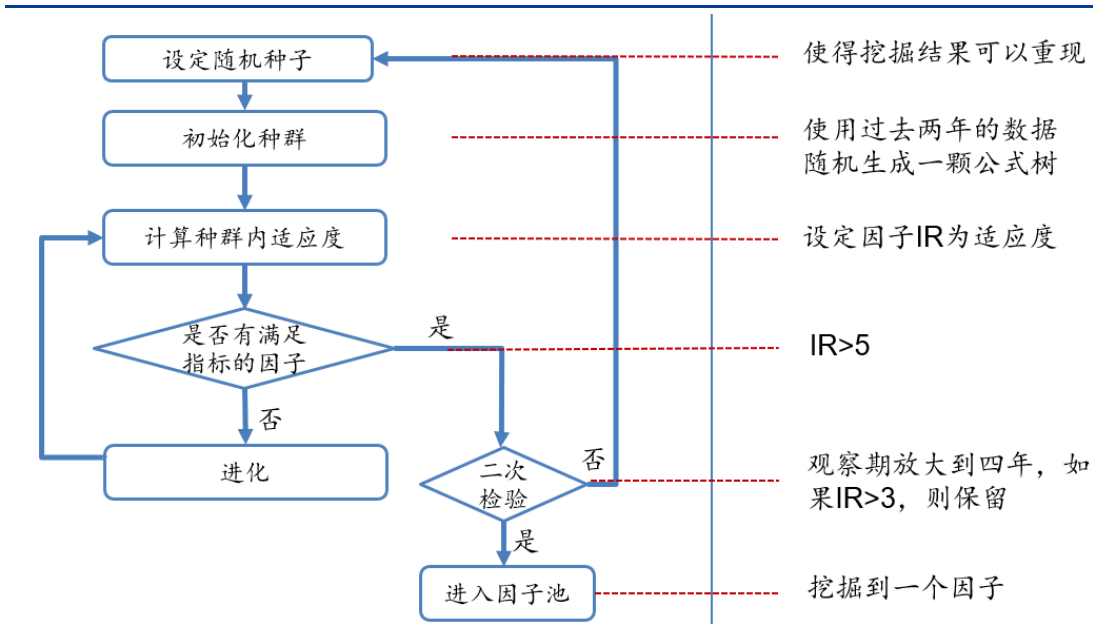 设定随机种子
使得挖掘结果可以重现
初始化种群
使用过去两年的数据
随机生成一颗公式树
计算种群内适应度
设定因子IR为适应度
是否有满足
指标的因子
是
IR>5
否
进化
二次
检验
否
观察期放大到四年，如
果IR>3，则保留
是
进入因子池
挖掘到一个因子